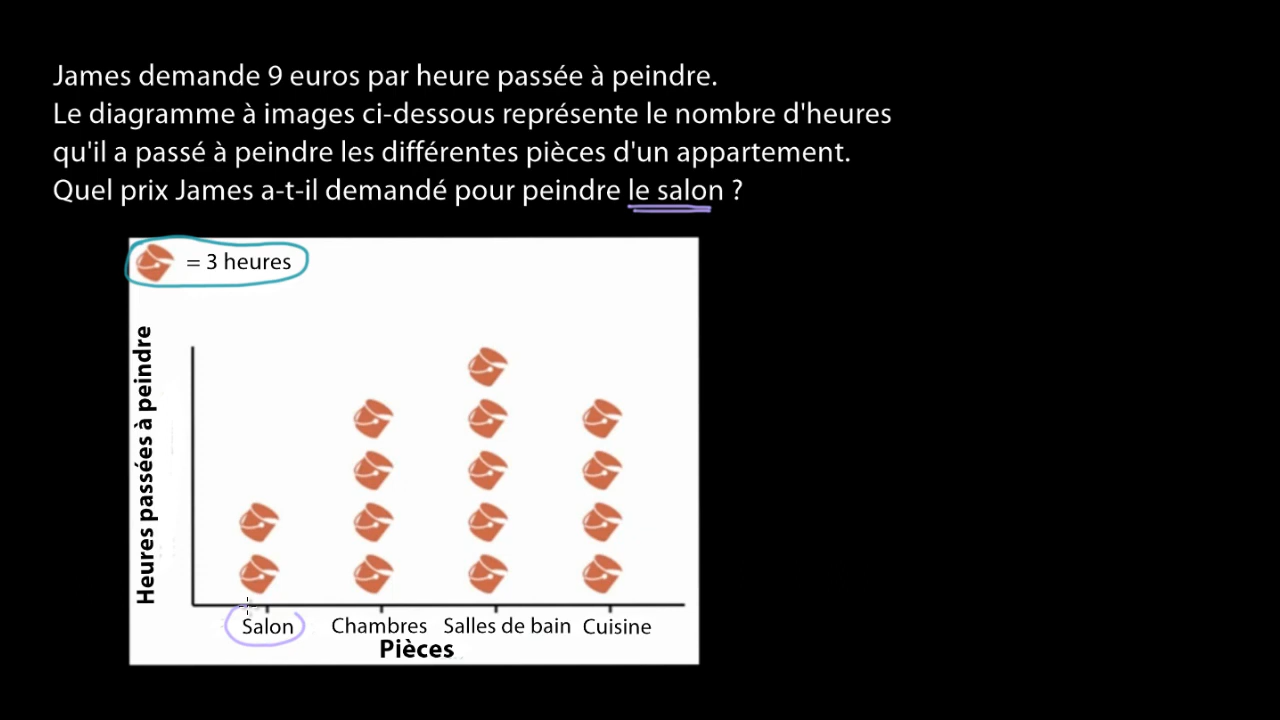 James demande 9 euros par heure passée à peindre.
Le diagramme à images ci-dessous représente le nombre d'heures
qu'il a passé à peindre les différentes pièces d'un appartement.
Quel prix James a-t-il demandé pour peindre le salon ?
= 3 heures
Heures passées à peindre
Salon Chambres Salles de bain Cuisine
Pièces